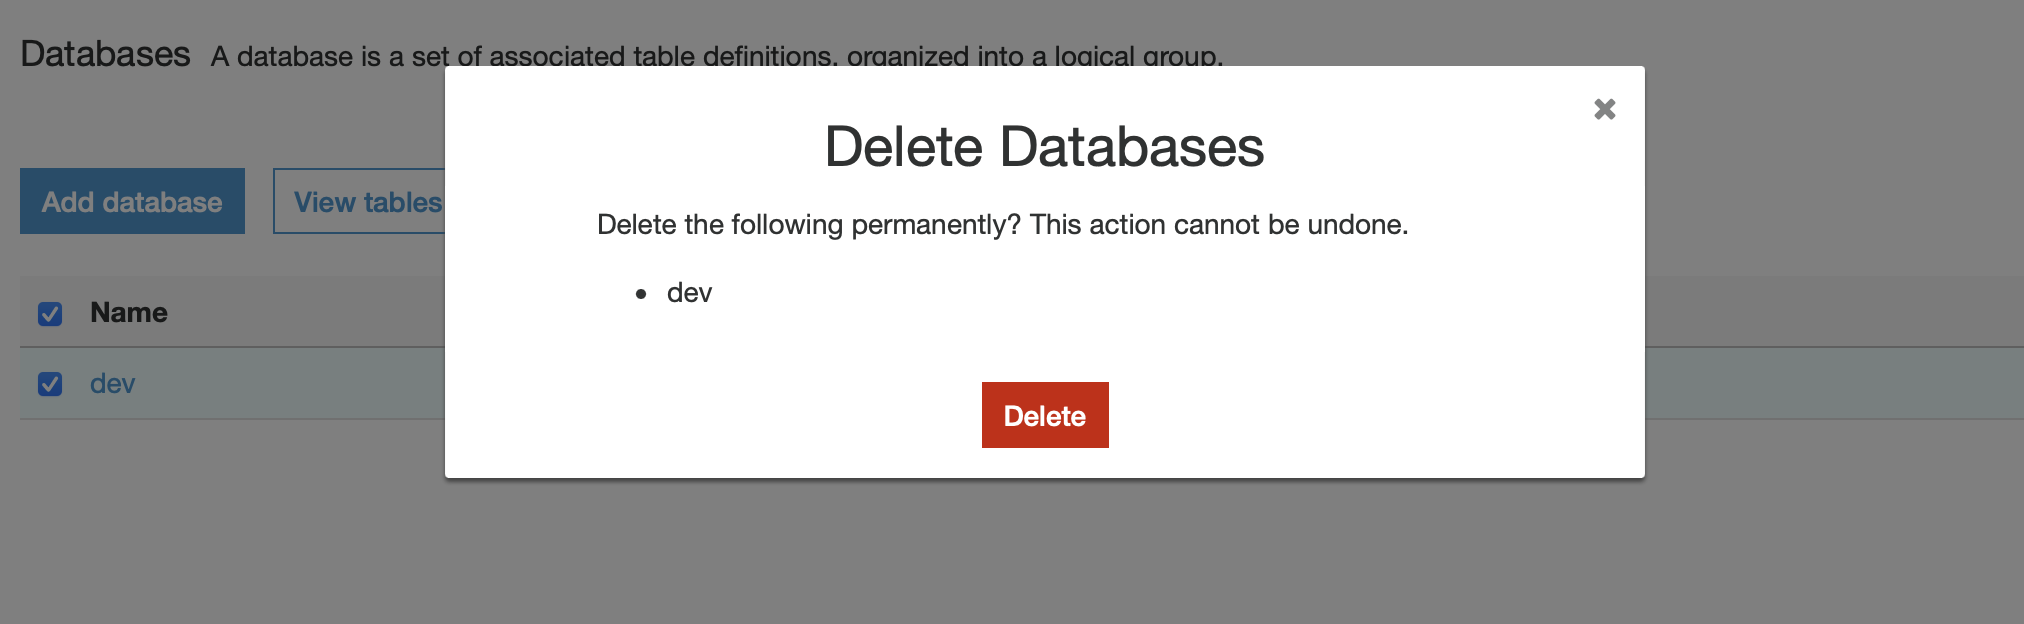 Databases A database is a set of associated table definitions, organized into a logical group.
Delete Databases
Add database View tables
Delete the following permanently? This action cannot be undone.
• dev
Name
dev
Delete